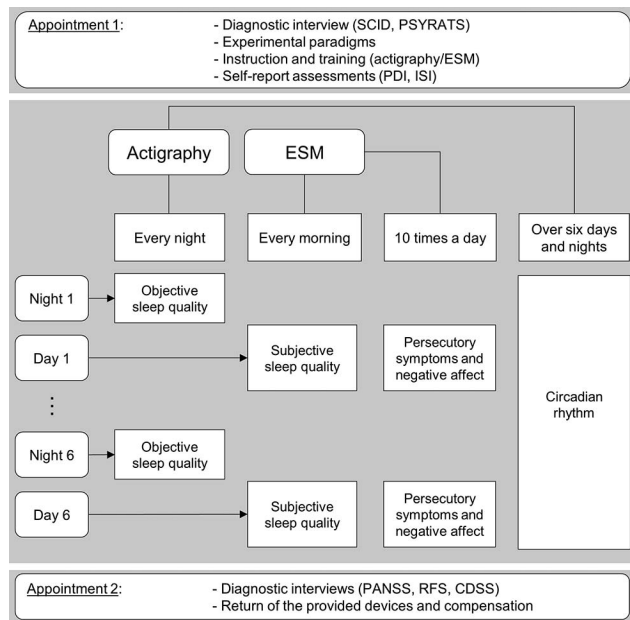 Appointment 1: - Diagnostic interview (SCID, PSYRATS)
- Experimental paradigms
- Instruction and training (actigraphy/ESM)
- Self-report assessments (PDI, ISI)
Actigraphy
ESM
Every night
Every morning
10 times a day
Over six days
and nights
Night 1
Objective
sleep quality
Day 1
Subjective
sleep quality
Persecutory
symptoms and
negative affect
Circadian
rhythm
⋮
Night 6
Objective
sleep quality
Day 6
Subjective
sleep quality
Persecutory
symptoms and
negative affect
Appointment 2: - Diagnostic interviews (PANSS, RFS, CDSS)
- Return of the provided devices and compensation